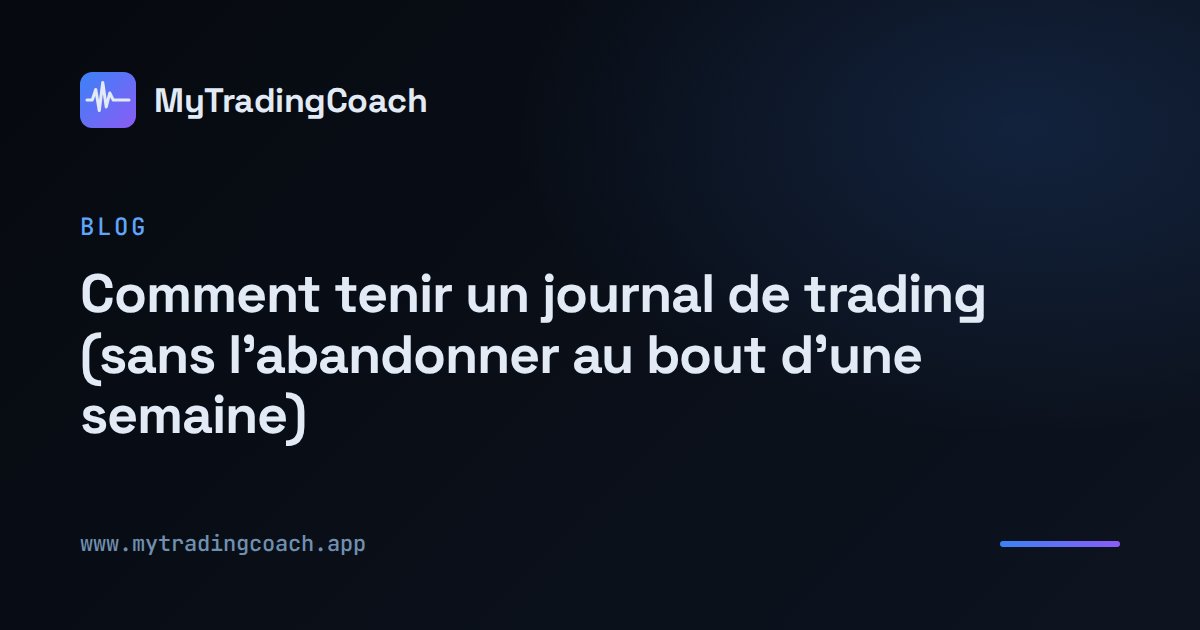 MyTradingCoach
BLOG
Comment tenir un journal de trading
(sans l’abandonner au bout d’une
semaine)
www.mytradingcoach.app